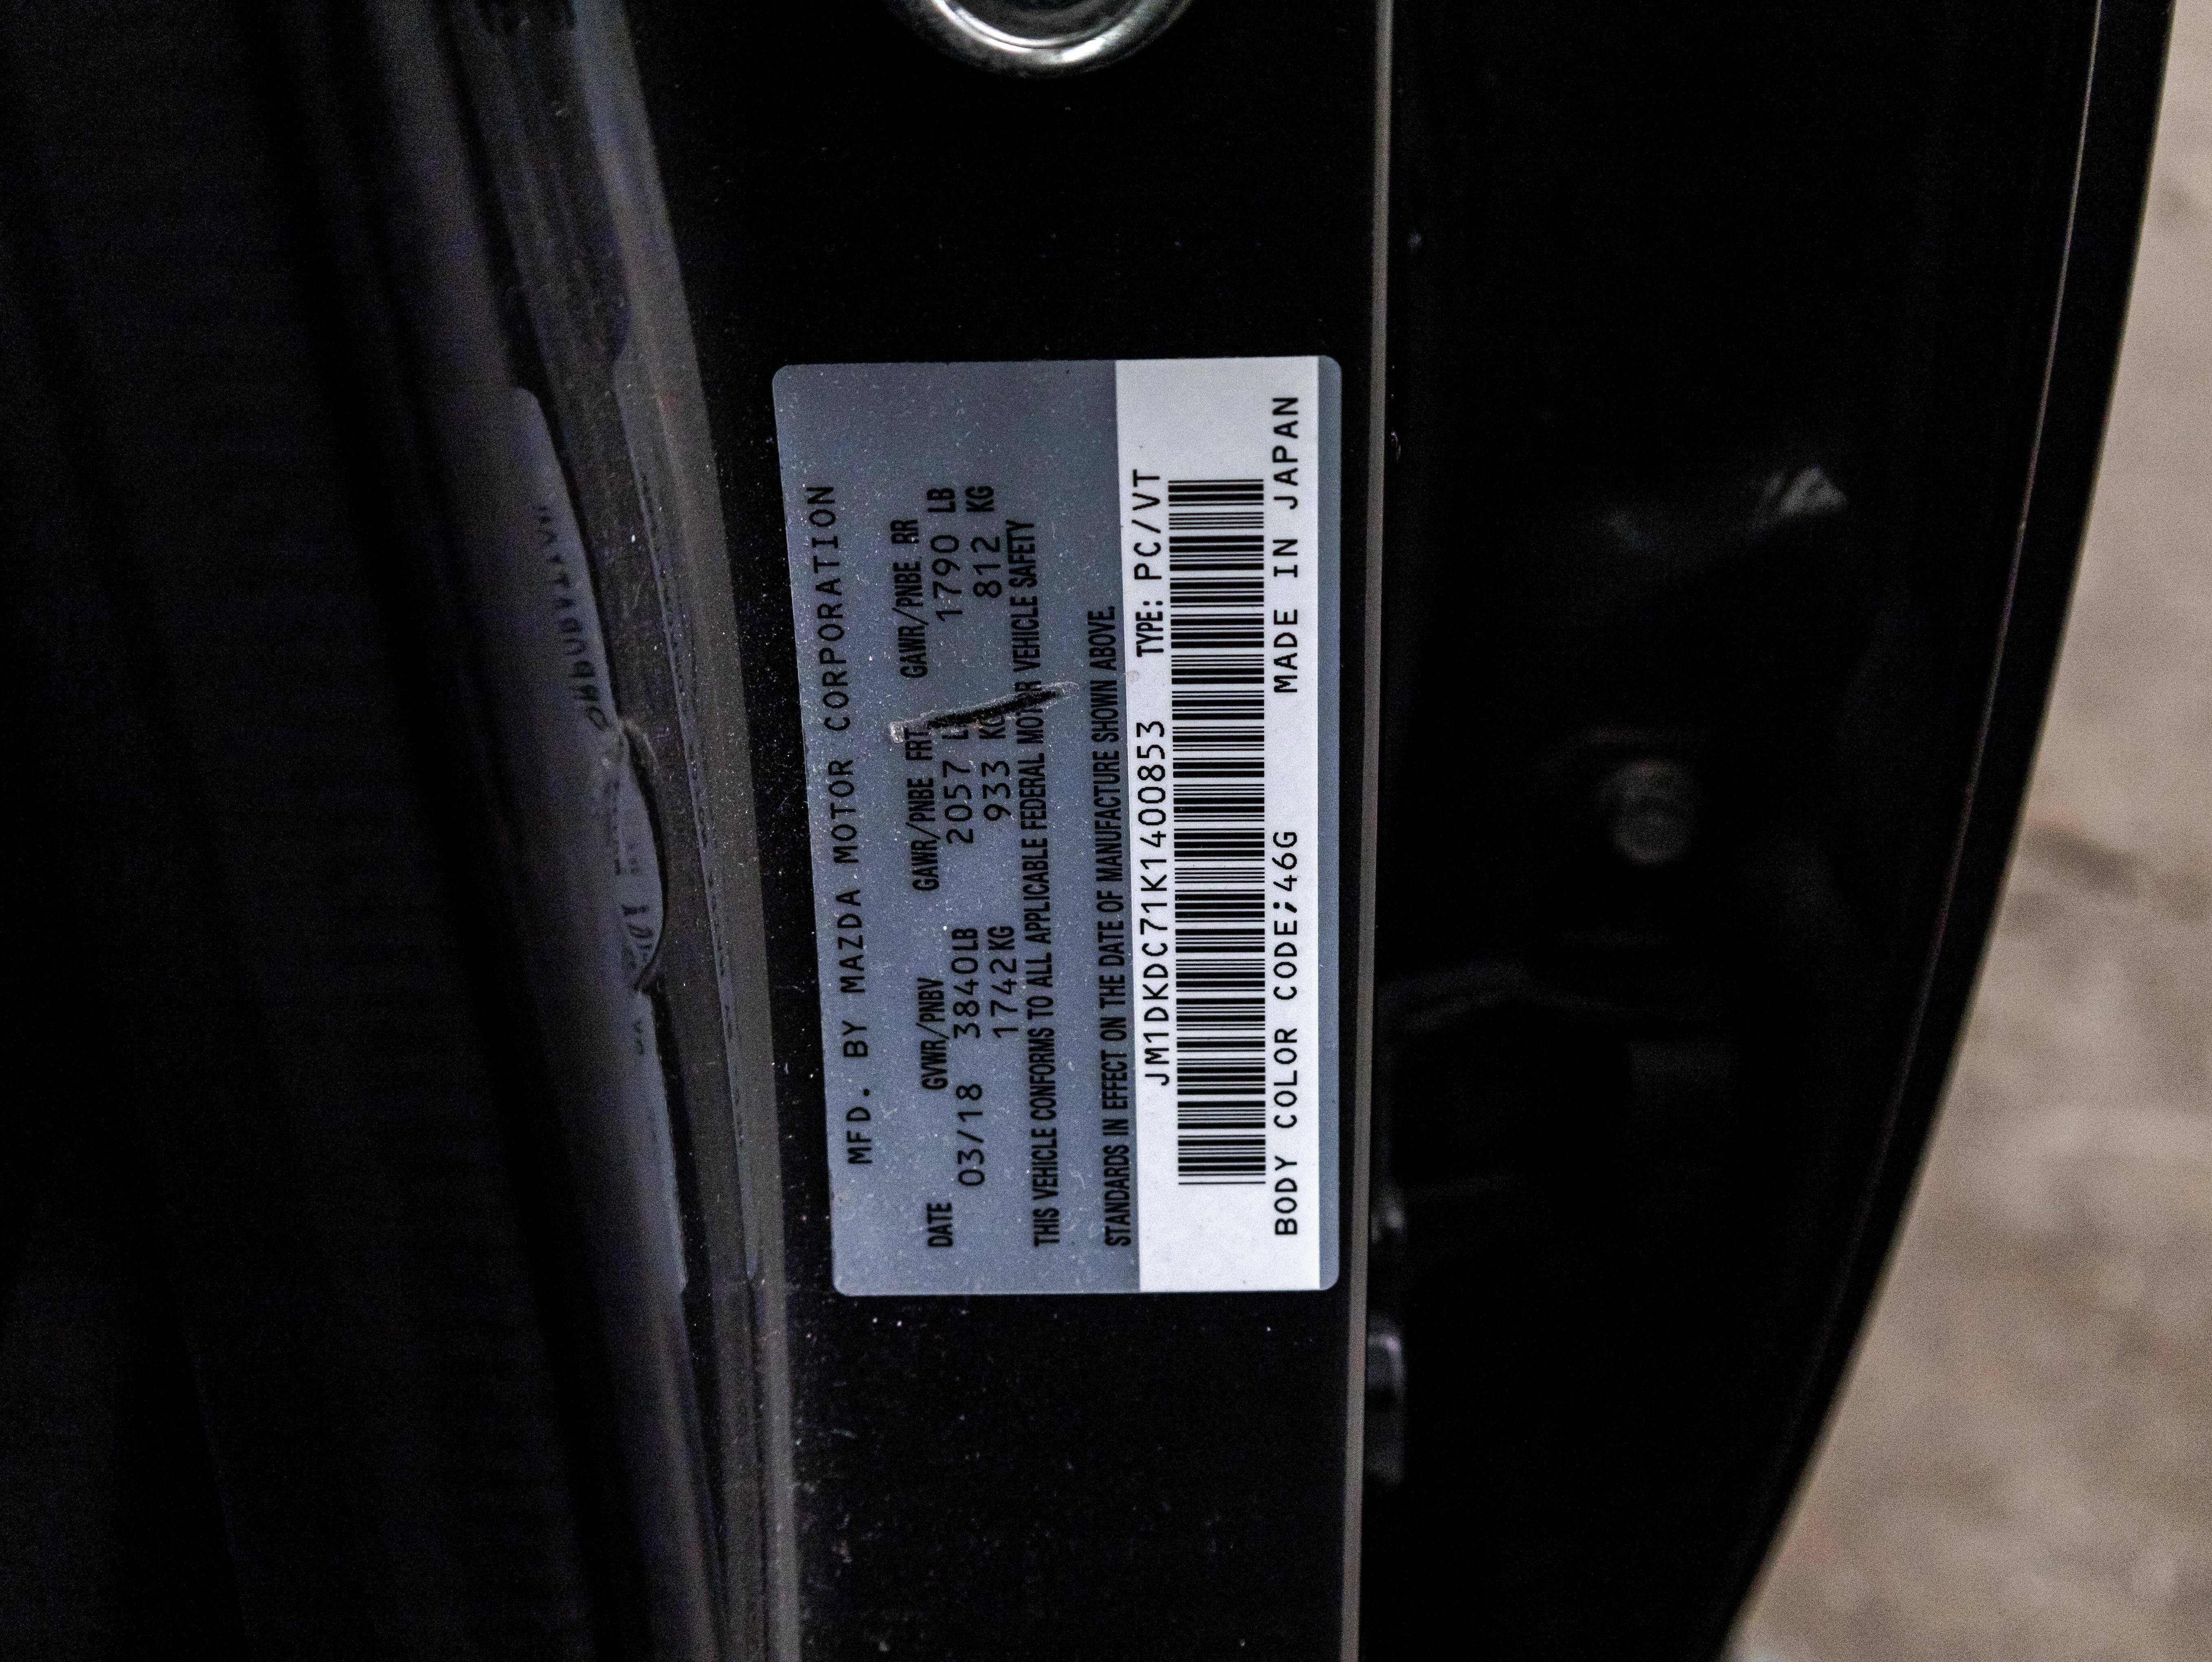 MFD. BY MAZDA MOTOR CORPORATION
DATE GVWR/PNBV GAWR/PNBE FRT GAWR/PNBE RR
03/18 3840LB 2057 L 1790 LB
1742KG 933 KG 812 KG
THIS VEHICLE CONFORMS TO ALL APPLICABLE FEDERAL MOTOR VEHICLE SAFETY
STANDARDS IN EFFECT ON THE DATE OF MANUFACTURE SHOWN ABOVE.
JM1DKDC71K1400853 TYPE: PC/VT
BODY COLOR CODE;46G MADE IN JAPAN